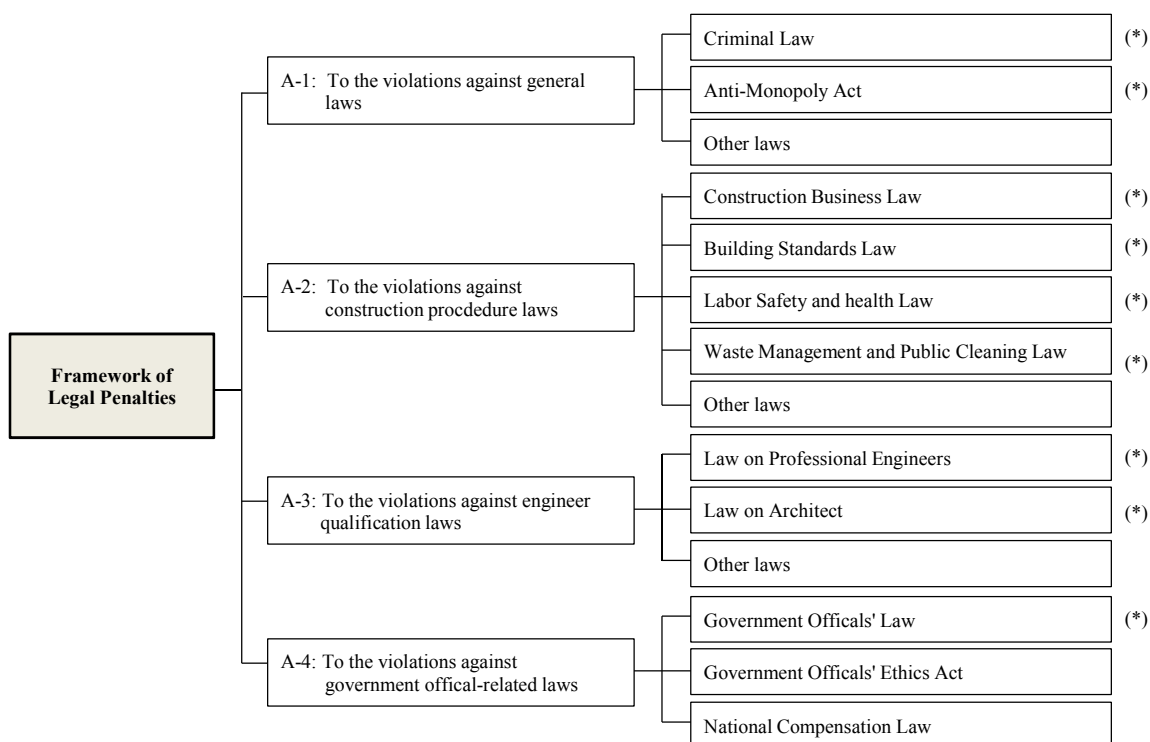 Framework of
Legal Penalties
A-1: To the violations against general
laws
Criminal Law (*)
Anti-Monopoly Act (*)
Other laws
A-2: To the violations against
construction procdedure laws
Construction Business Law (*)
Building Standards Law (*)
Labor Safety and health Law (*)
Waste Management and Public Cleaning Law (*)
Other laws
A-3: To the violations against engineer
qualification laws
Law on Professional Engineers (*)
Law on Architect (*)
Other laws
A-4: To the violations against
government offical-related laws
Government Officals' Law (*)
Government Officals' Ethics Act
National Compensation Law